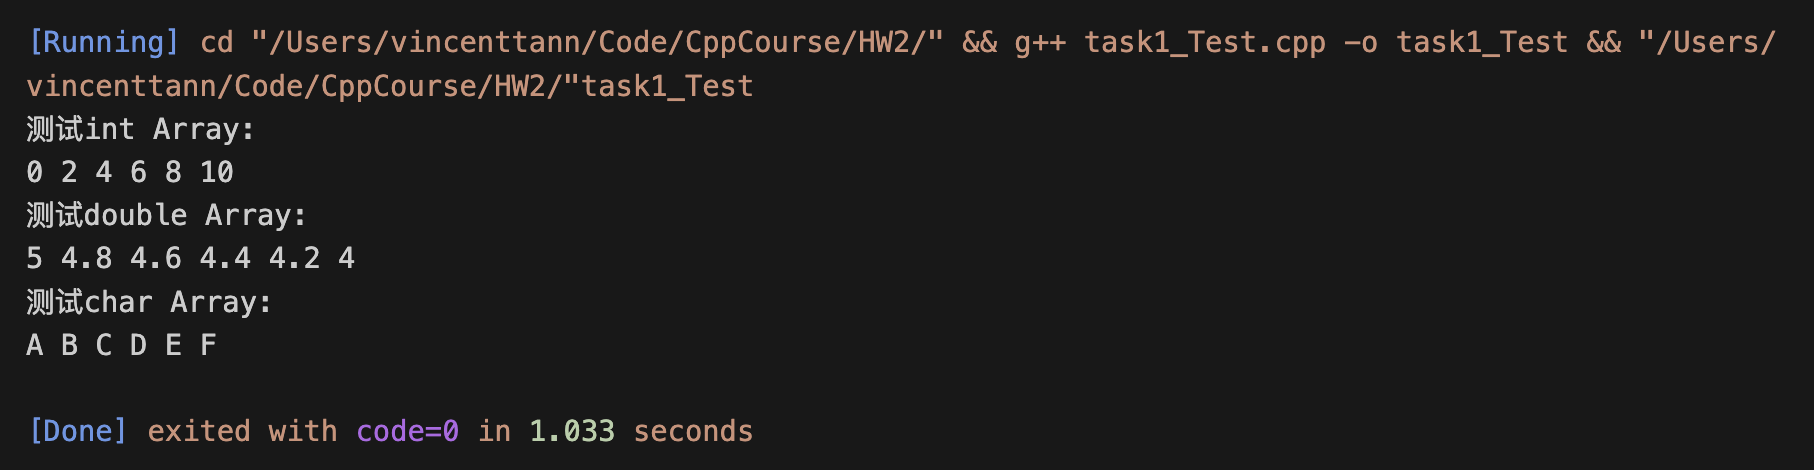 [Running] cd "/Users/vincenttann/Code/CppCourse/HW2/" && g++ task1_Test.cpp -o task1_Test && "/Users/
vincenttann/Code/CppCourse/HW2/"task1_Test
测试int Array:
0 2 4 6 8 10
测试double Array:
5 4.8 4.6 4.4 4.2 4
测试char Array:
A B C D E F
[Done] exited with code=0 in 1.033 seconds